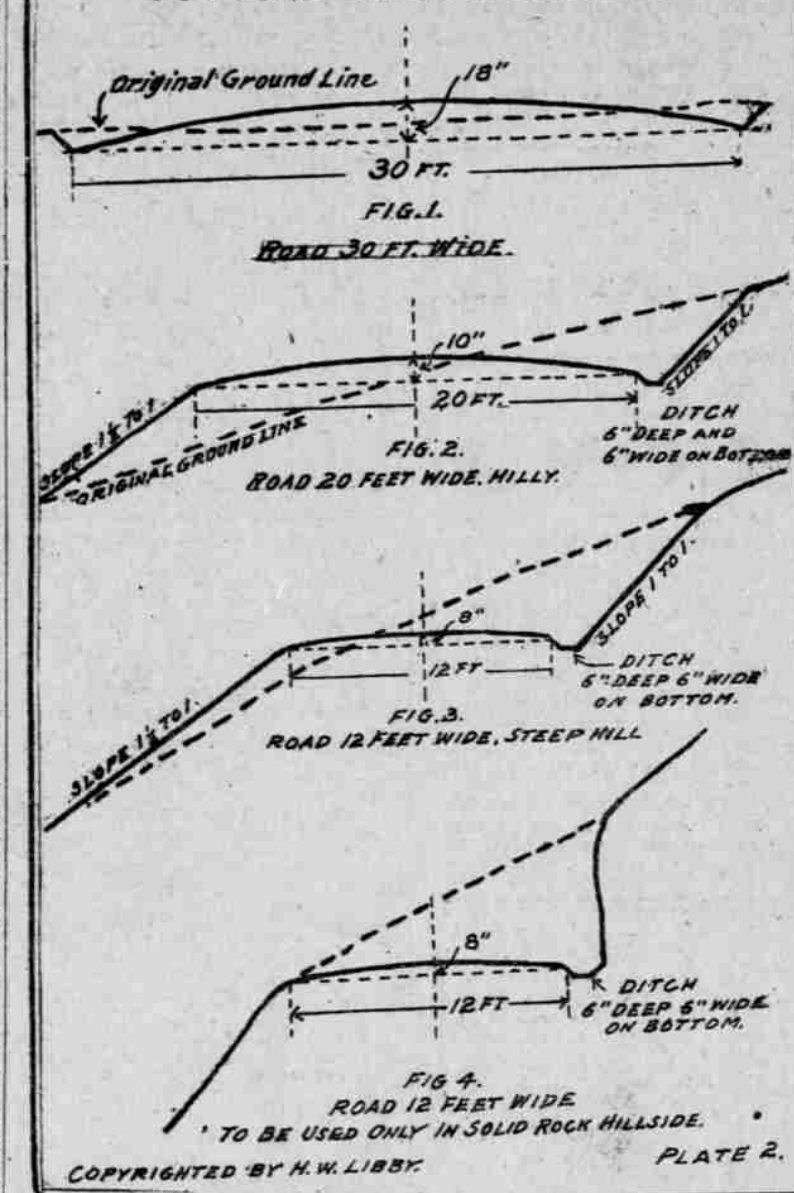 Original Ground Line
18"
30 FT.
FIG.1.
ROAD 30 FT. WIDE.
10"
20 FT.
SLOPE 1 TO 1.
SLOPE 1½ TO 1.
ORIGINAL GROUND LINE
DITCH
6" DEEP AND
6" WIDE ON BOTTOM
FIG. 2.
ROAD 20 FEET WIDE, HILLY.
8"
12 FT
SLOPE 1 TO 1.
SLOPE 1½ TO 1.
DITCH
6" DEEP 6" WIDE
ON BOTTOM.
FIG. 3.
ROAD 12 FEET WIDE, STEEP HILL
8"
12 FT
DITCH
6" DEEP 6" WIDE
ON BOTTOM.
FIG 4.
ROAD 12 FEET WIDE
TO BE USED ONLY IN SOLID ROCK HILLSIDE.
COPYRIGHTED BY H.W. LIBBY.
PLATE 2.